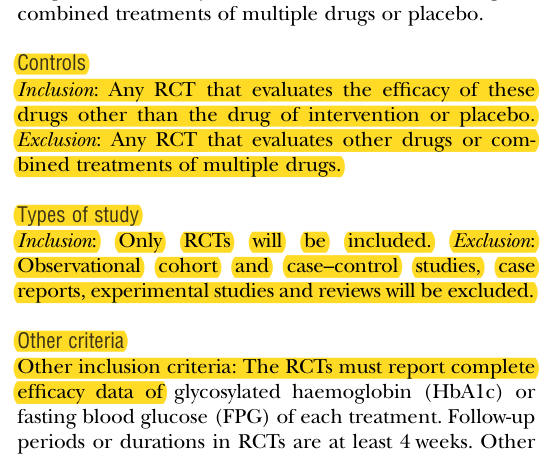 combined treatments of multiple drugs or placebo.
Controls
Inclusion: Any RCT that evaluates the efficacy of these
drugs other than the drug of intervention or placebo.
Exclusion: Any RCT that evaluates other drugs or com-
bined treatments of multiple drugs.
Types of study
Inclusion: Only RCTs will be included. Exclusion:
Observational cohort and case–control studies, case
reports, experimental studies and reviews will be excluded.
Other criteria
Other inclusion criteria: The RCTs must report complete
efficacy data of glycosylated haemoglobin (HbA1c) or
fasting blood glucose (FPG) of each treatment. Follow-up
periods or durations in RCTs are at least 4 weeks. Other